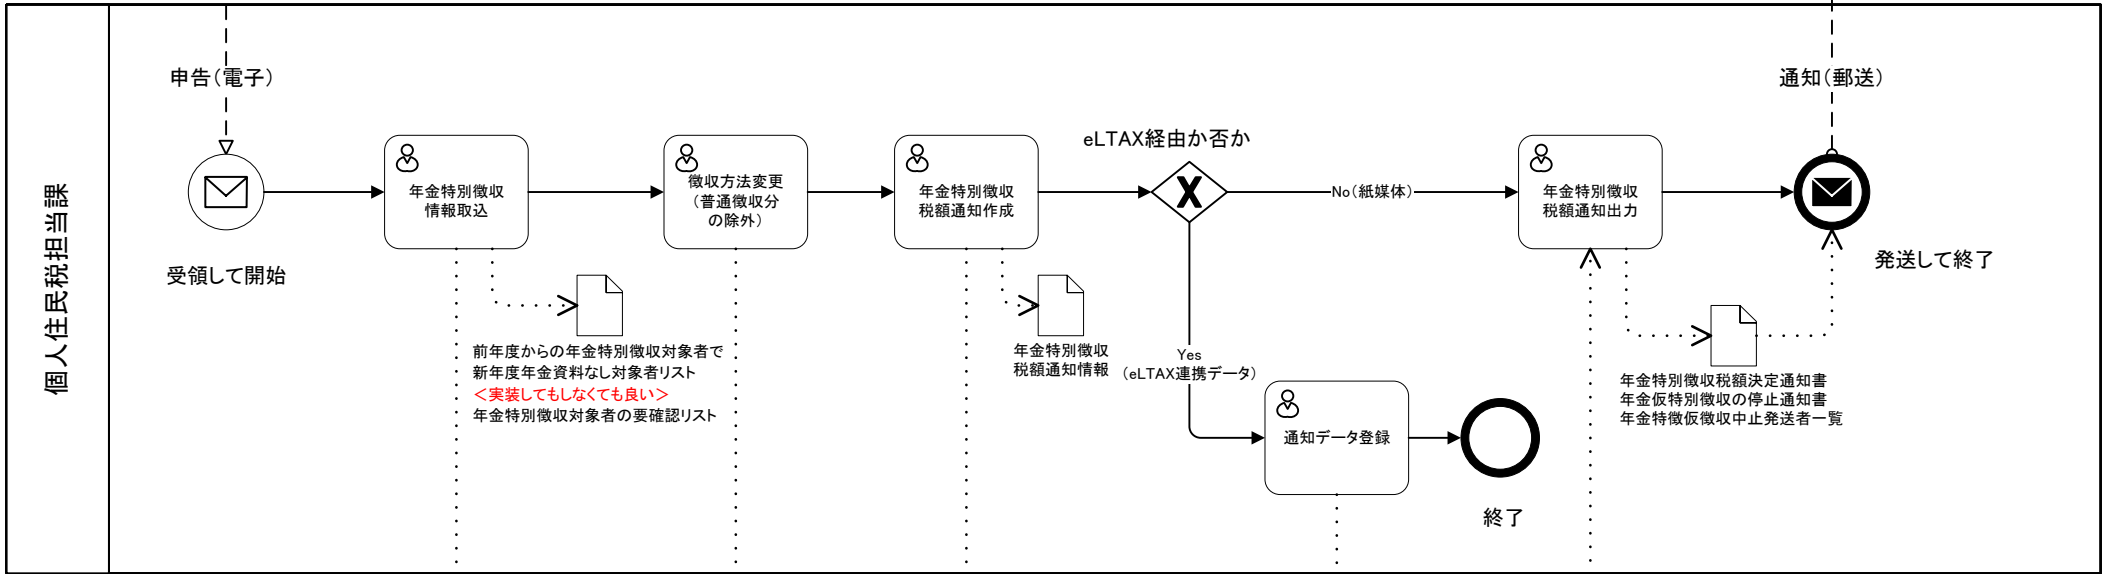 個人住民税担当課
申告（電子）
受領して開始
年金特別徴収
情報取込
前年度からの年金特別徴収対象者で
新年度年金資料なし対象者リスト
＜実装してもしなくても良い＞
年金特別徴収対象者の要確認リスト
徴収方法変更
（普通徴収分
の除外）
年金特別徴収
税額通知作成
年金特別徴収
税額通知情報
eLTAX経由か否か
No（紙媒体）
Yes
（eLTAX連携データ）
通知データ登録
終了
年金特別徴収
税額通知出力
年金特別徴収税額決定通知書
年金仮特別徴収の停止通知書
年金特徴仮徴収中止発送者一覧
通知（郵送）
発送して終了